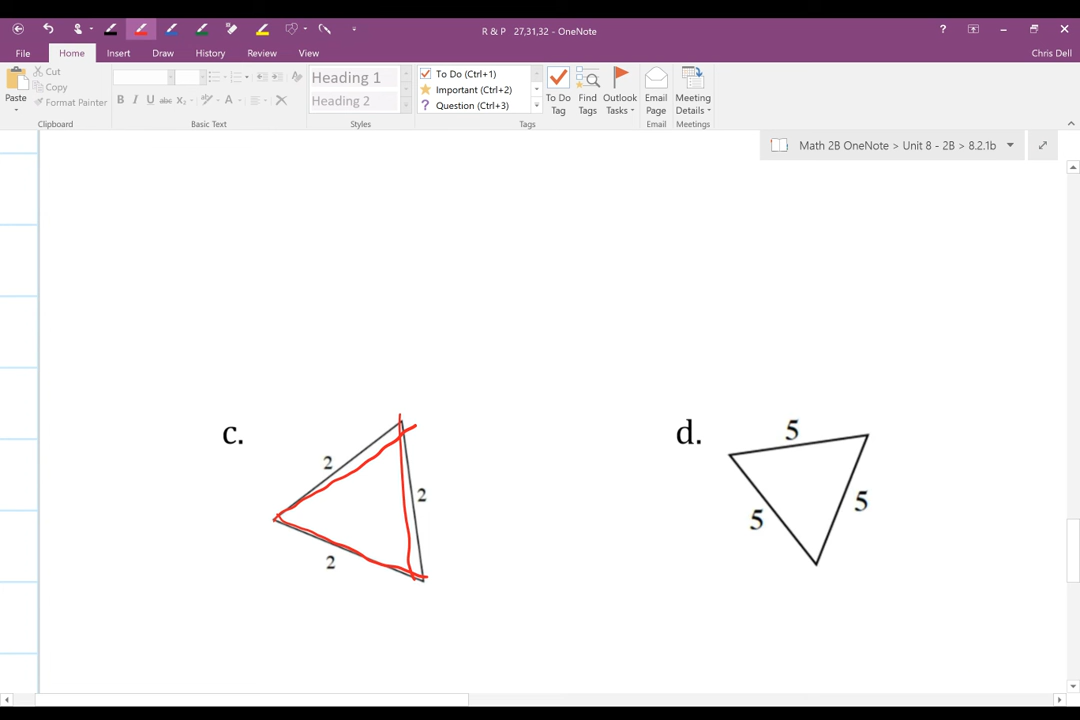 R & P 27,31,32 - OneNote
Chris Dell
File Home Insert Draw History Review View
Paste
Cut
Copy
Format Painter
Clipboard
B I U abc X₂ A
Basic Text
Heading 1
Heading 2
Styles
To Do (Ctrl+1)
Important (Ctrl+2)
? Question (Ctrl+3)
To Do Tag
Find Tags
Outlook Tasks
Tags
Email Page
Email
Meeting Details
Meetings
Math 2B OneNote > Unit 8 - 2B > 8.2.1b
c.
2
2
2
d.
5
5
5